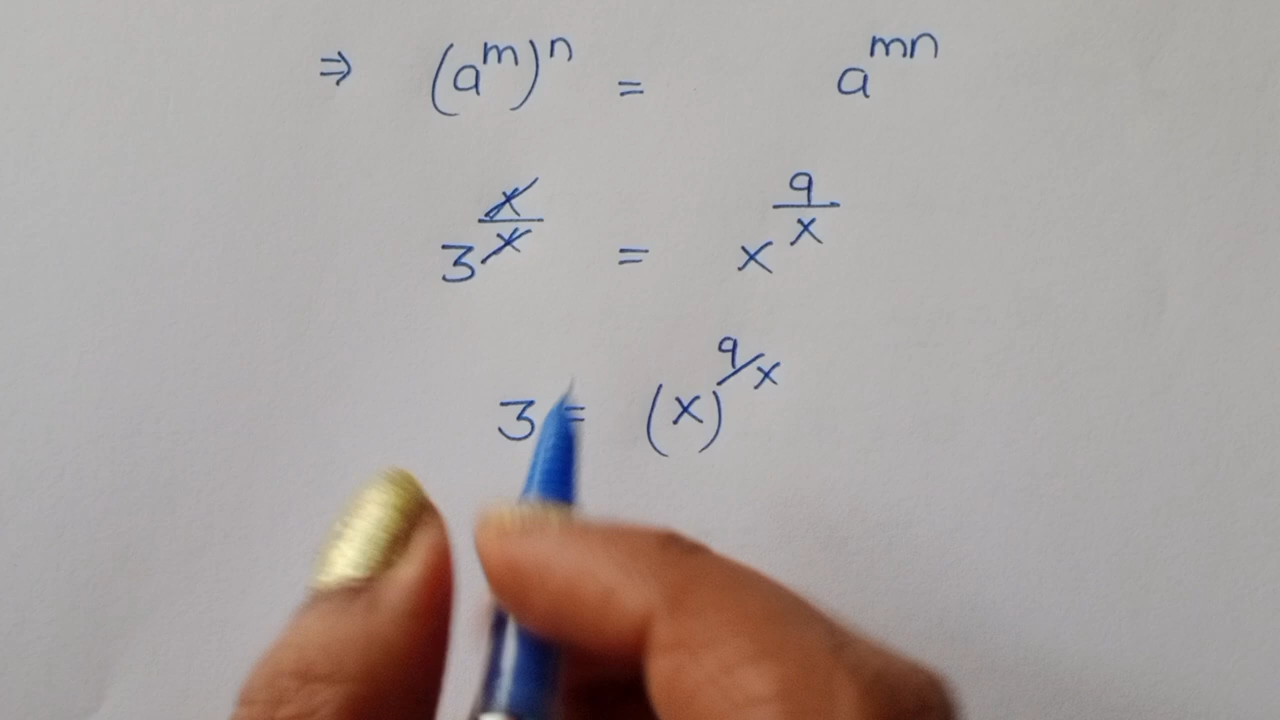 ⇒ (a^m)^n = a^{mn}
3^{x/x} = x^{9/x}
3 = (x)^{9/x}